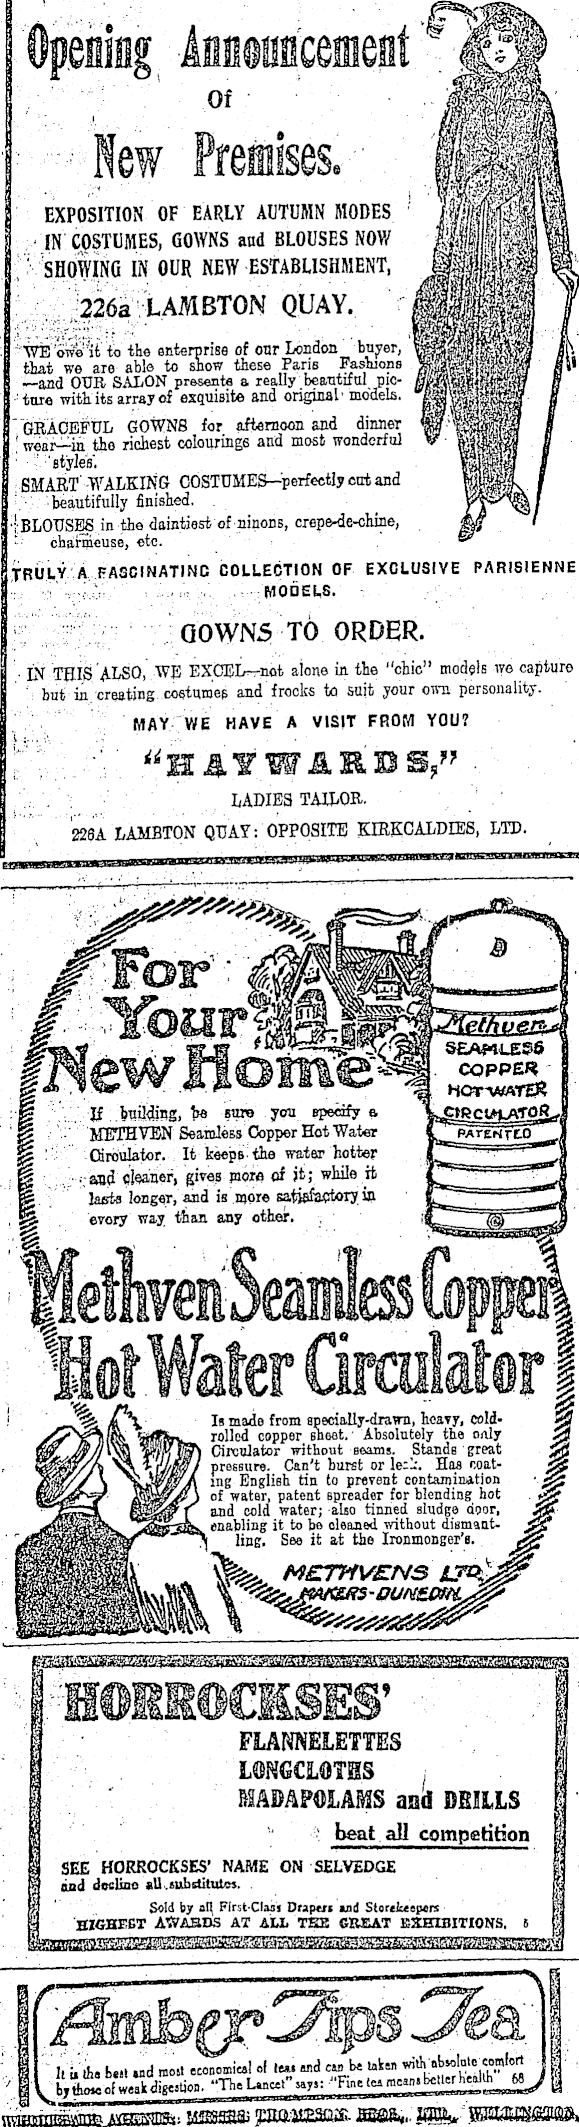 Opening Announcement
Of
New Premises.
EXPOSITION OF EARLY AUTUMN MODES
IN COSTUMES, GOWNS and BLOUSES NOW
SHOWING IN OUR NEW ESTABLISHMENT,
226a LAMBTON QUAY.
WE owe it to the enterprise of our London buyer,
that we are able to show these Paris Fashions
—and OUR SALON presents a really beautiful pic-
ture with its array of exquisite and original models.
GRACEFUL GOWNS for afternoon and dinner
wear—in the richest colourings and most wonderful
styles.
SMART WALKING COSTUMES—perfectly cut and
beautifully finished.
BLOUSES in the daintiest of ninons, crepe-de-chine,
charmeuse, etc.
TRULY A FASCINATING COLLECTION OF EXCLUSIVE PARISIENNE
MODELS.
GOWNS TO ORDER.
IN THIS ALSO, WE EXCEL—not alone in the "chic" models we capture
but in creating costumes and frocks to suit your own personality.
MAY WE HAVE A VISIT FROM YOU?
"HAYWARDS,"
LADIES TAILOR.
226A LAMBTON QUAY: OPPOSITE KIRKCALDIES, LTD.
For
Your
New Home
If building, be sure you specify a
METHVEN Seamless Copper Hot Water
Circulator. It keeps the water hotter
and cleaner, gives more of it; while it
lasts longer, and is more satisfactory in
every way than any other.
Methven
SEAMLESS
COPPER
HOT WATER
CIRCULATOR
PATENTED
Methven Seamless Copper
Hot Water Circulator
Is made from specially-drawn, heavy, cold-
rolled copper sheet. Absolutely the only
Circulator without seams. Stands great
pressure. Can't burst or leak. Has coat-
ing English tin to prevent contamination
of water, patent spreader for blending hot
and cold water; also tinned sludge door,
enabling it to be cleaned without dismant-
ling. See it at the Ironmonger's.
METHVENS LTD.
MAKERS - DUNEDIN.
HORROCKSES'
FLANNELETTES
LONGCLOTHS
MADAPOLAMS and DRILLS
beat all competition
SEE HORROCKSES' NAME ON SELVEDGE
and decline all substitutes.
Sold by all First-Class Drapers and Storekeepers
HIGHEST AWARDS AT ALL THE GREAT EXHIBITIONS. 5
Amber Tips Tea
It is the best and most economical of teas and can be taken with absolute comfort
by those of weak digestion. "The Lancet" says: "Fine tea means better health" 68
WHOLESALE AGENTS: MESSRS. THOMPSON BROS., LTD., WELLINGTON